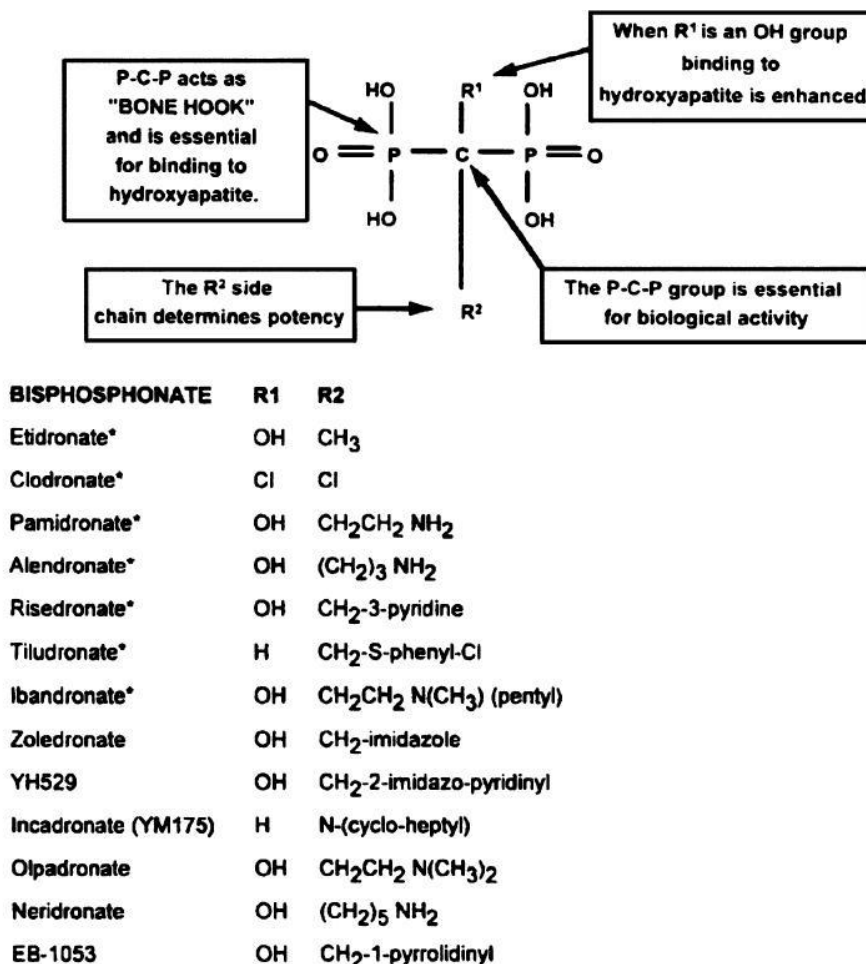 P-C-P acts as
"BONE HOOK"
and is essential
for binding to
hydroxyapatite.
When R¹ is an OH group
binding to
hydroxyapatite is enhanced
HO R¹ OH
O P C P O
HO OH
R²
The R² side
chain determines potency
The P-C-P group is essential
for biological activity
BISPHOSPHONATE R1 R2
Etidronate* OH CH₃
Clodronate* Cl Cl
Pamidronate* OH CH₂CH₂ NH₂
Alendronate* OH (CH₂)₃ NH₂
Risedronate* OH CH₂-3-pyridine
Tiludronate* H CH₂-S-phenyl-Cl
Ibandronate* OH CH₂CH₂ N(CH₃) (pentyl)
Zoledronate OH CH₂-imidazole
YH529 OH CH₂-2-imidazo-pyridinyl
Incadronate (YM175) H N-(cyclo-heptyl)
Olpadronate OH CH₂CH₂ N(CH₃)₂
Neridronate OH (CH₂)₅ NH₂
EB-1053 OH CH₂-1-pyrrolidinyl